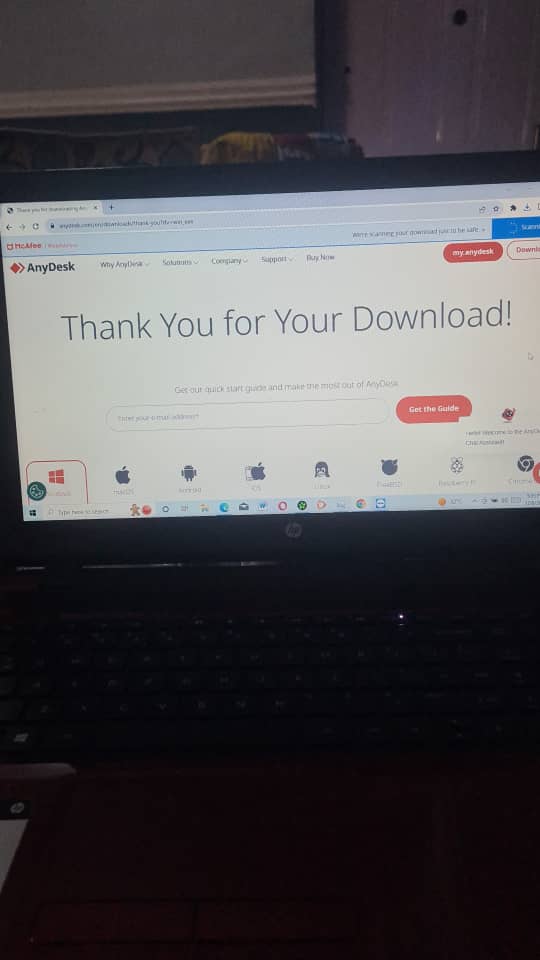 Thank you for downloading An
anydesk.com/en/downloads/thank-you?dv=win_exe
McAfee | WebAdvisor
We're scanning your download just to be safe.
Scann
AnyDesk
Why AnyDesk
Solutions
Company
Support
Buy Now
my.anydesk
Downlo
Thank You for Your Download!
Get our quick start guide and make the most out of AnyDesk
Enter your e-mail address*
Get the Guide
Hello! Welcome to the AnyDe
Chat Assistant!
Windows
macOS
Android
iOS
Linux
FreeBSD
Raspberry Pi
Chrome
Type here to search
32°C
hp